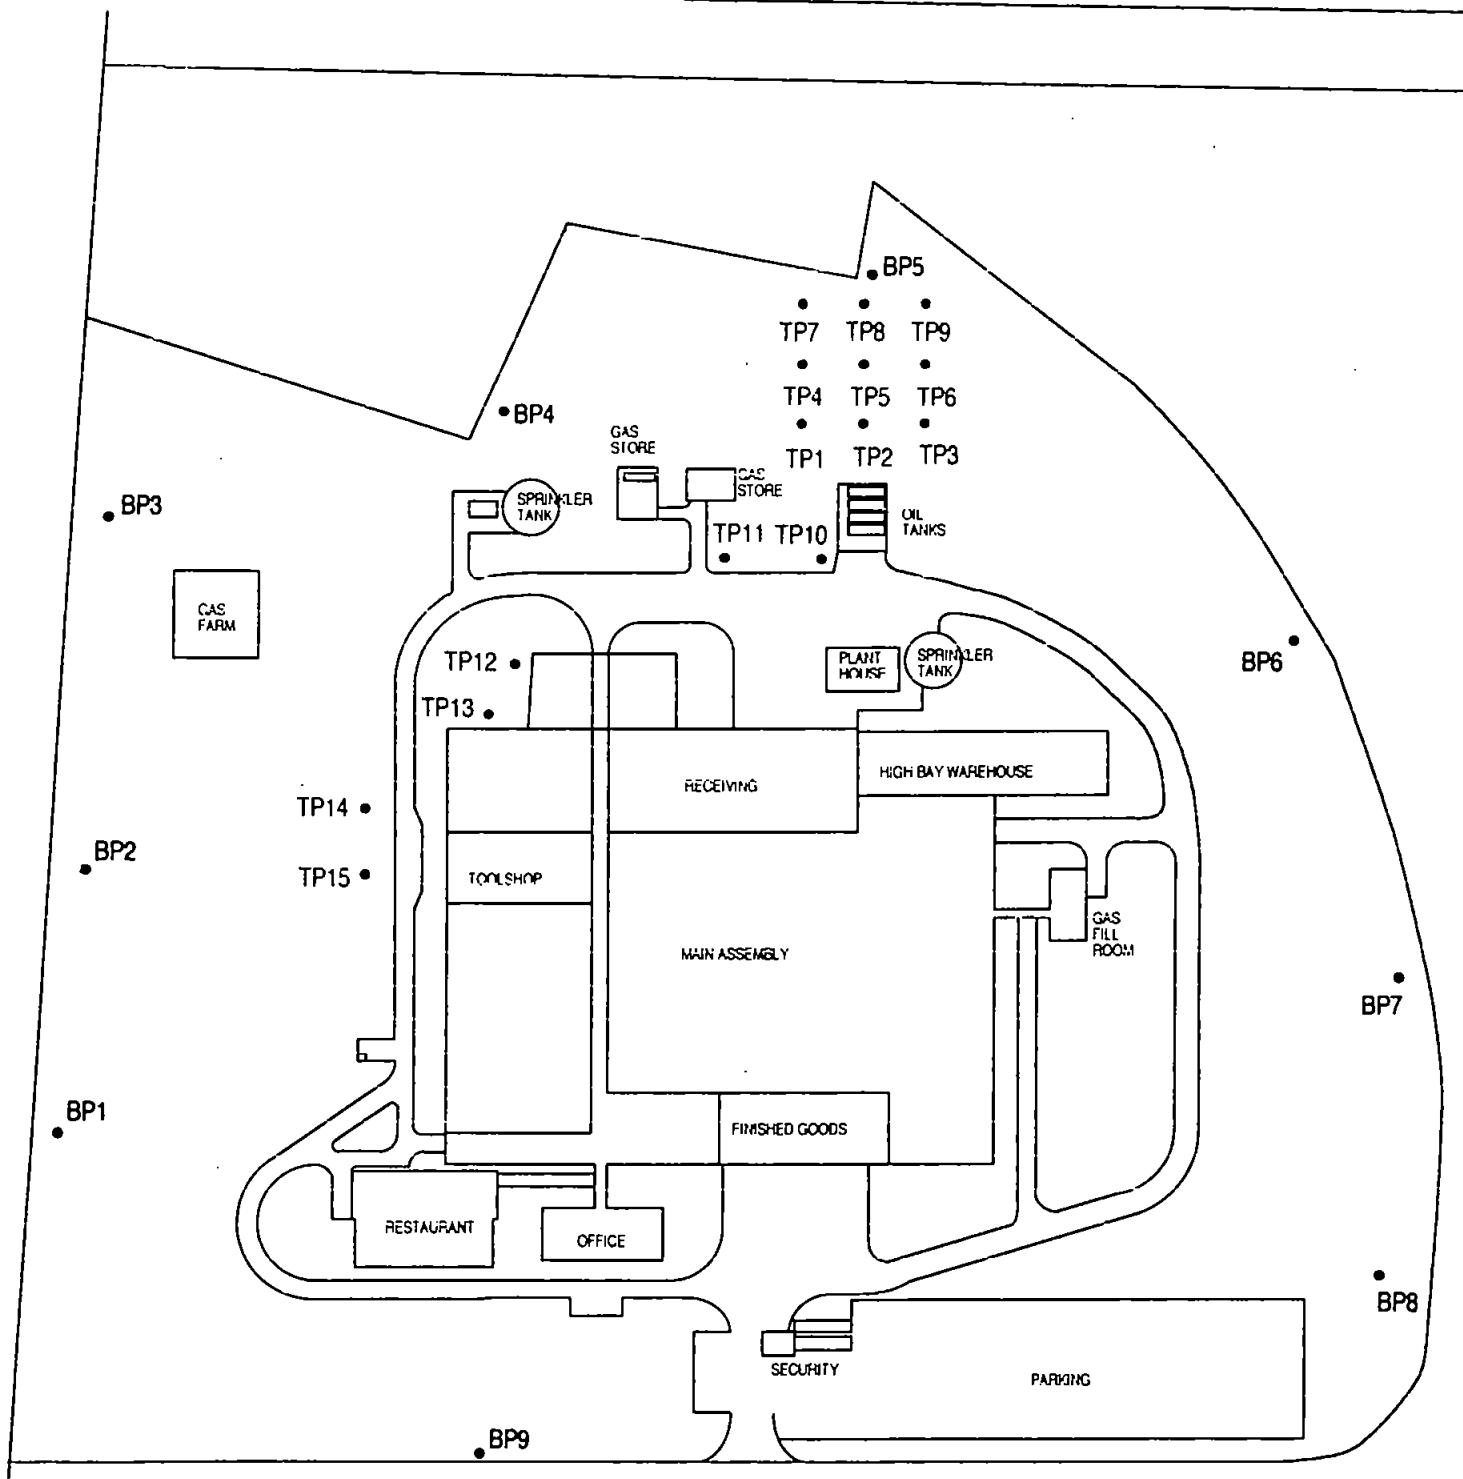 BP5
TP7 TP8 TP9
TP4 TP5 TP6
BP4
GAS
STORE
TP1 TP2 TP3
GAS
STORE
SPRINKLER
TANK
BP3
OIL
TANKS
TP11 TP10
GAS
FARM
TP12
PLANT
HOUSE
SPRINKLER
TANK
BP6
TP13
RECEIVING
HIGH BAY WAREHOUSE
TP14
BP2
TP15
TOOLSHOP
GAS
FILL
ROOM
MAIN ASSEMBLY
BP7
BP1
FINISHED GOODS
RESTAURANT
OFFICE
BP8
SECURITY
PARKING
BP9